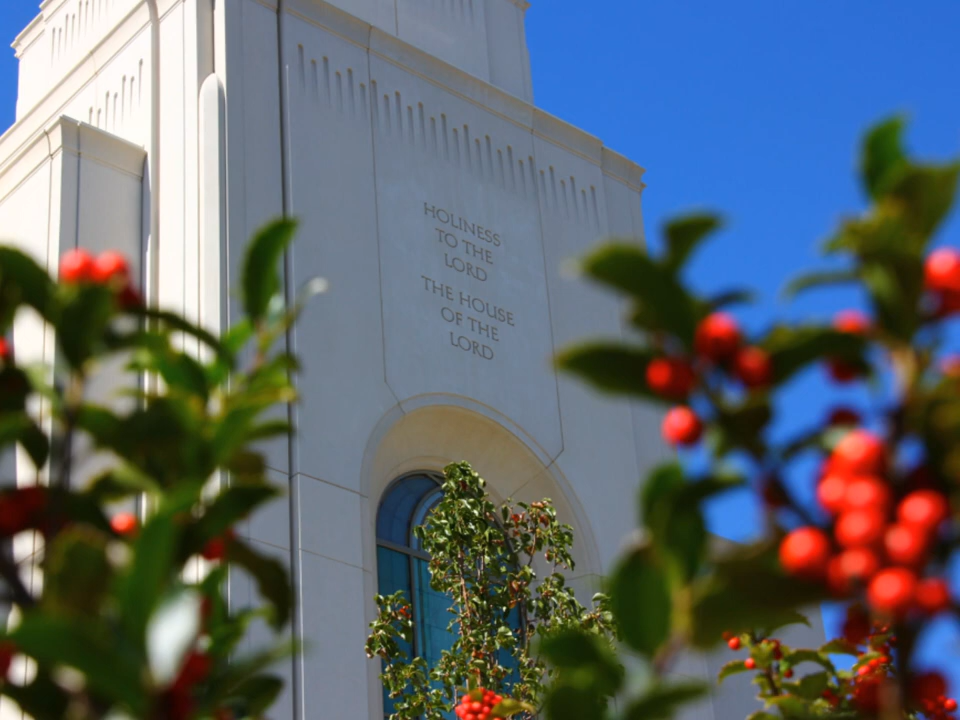 HOLINESS
TO THE
LORD
THE HOUSE
OF THE
LORD